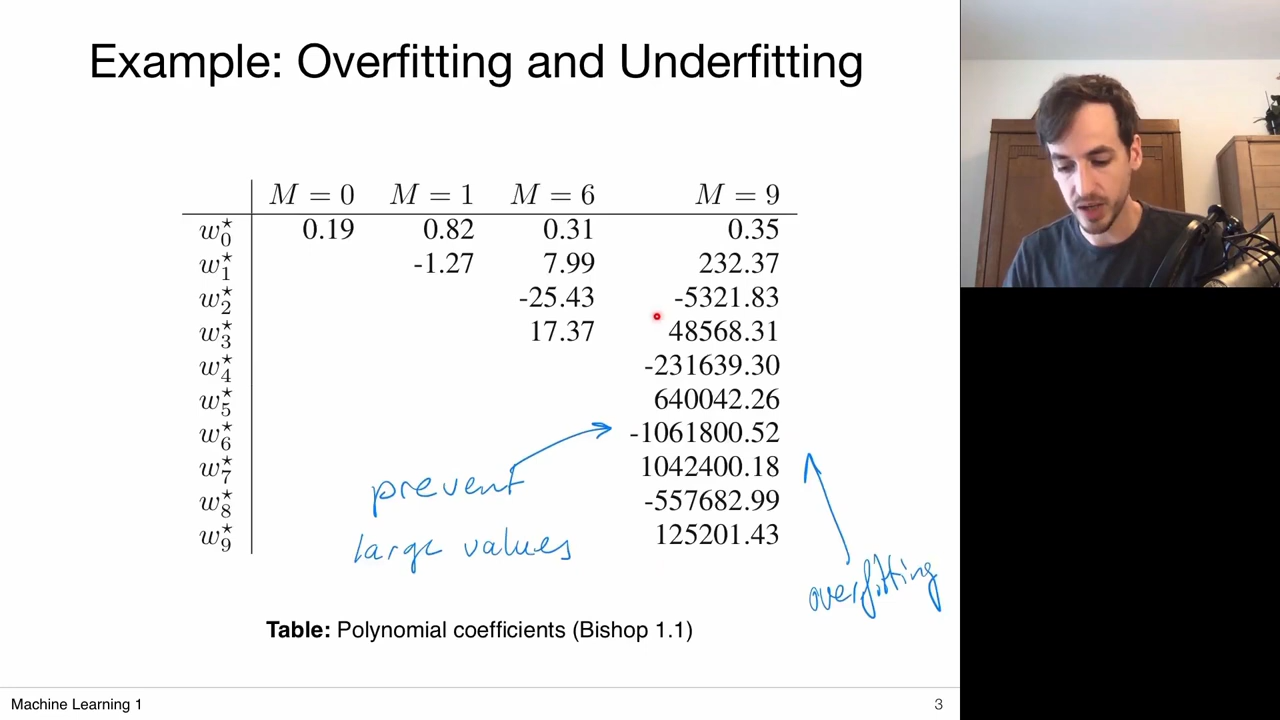 Example: Overfitting and Underfitting
M = 0 M = 1 M = 6 M = 9
w₀⋆ 0.19 0.82 0.31 0.35
w₁⋆ -1.27 7.99 232.37
w₂⋆ -25.43 -5321.83
w₃⋆ 17.37 48568.31
w₄⋆ -231639.30
w₅⋆ 640042.26
w₆⋆ -1061800.52
w₇⋆ 1042400.18
w₈⋆ -557682.99
w₉⋆ 125201.43
prevent
large values
overfitting
Table: Polynomial coefficients (Bishop 1.1)
Machine Learning 1 3